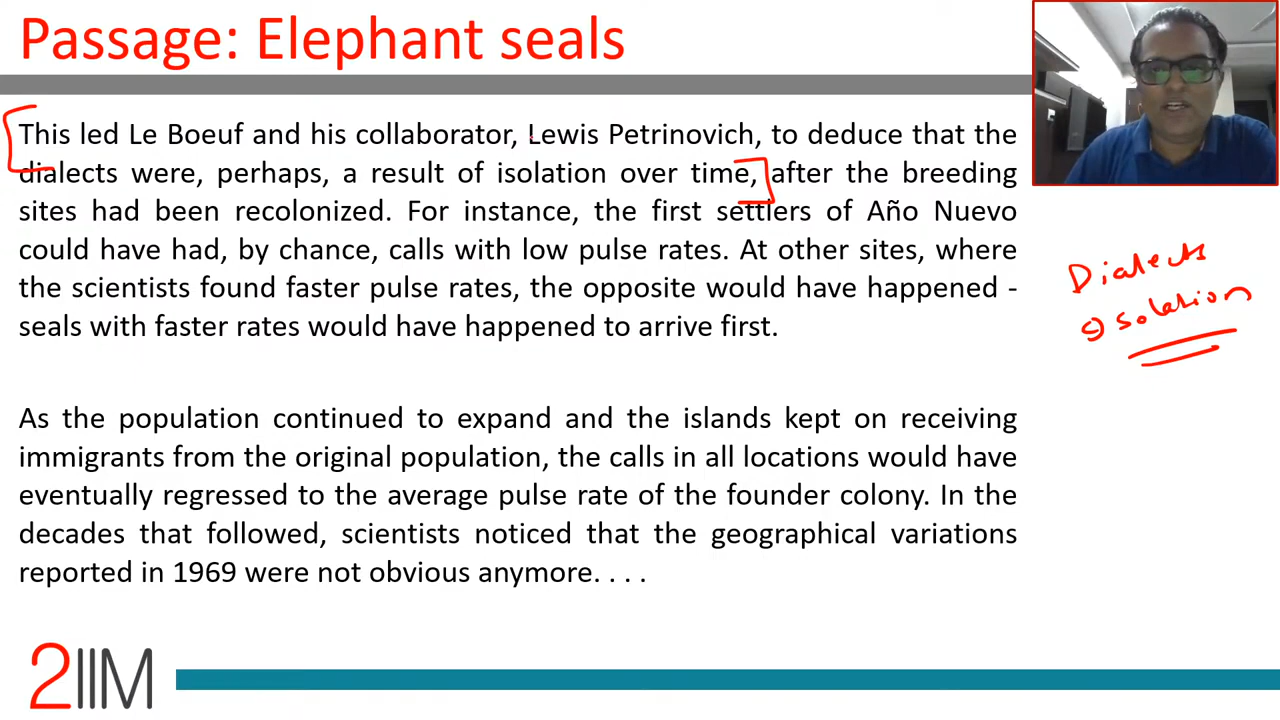 Passage: Elephant seals
This led Le Boeuf and his collaborator, Lewis Petrinovich, to deduce that the
dialects were, perhaps, a result of isolation over time, after the breeding
sites had been recolonized. For instance, the first settlers of Año Nuevo
could have had, by chance, calls with low pulse rates. At other sites, where
the scientists found faster pulse rates, the opposite would have happened -
seals with faster rates would have happened to arrive first.
As the population continued to expand and the islands kept on receiving
immigrants from the original population, the calls in all locations would have
eventually regressed to the average pulse rate of the founder colony. In the
decades that followed, scientists noticed that the geographical variations
reported in 1969 were not obvious anymore. . . .
Dialects
isolation
2IIM